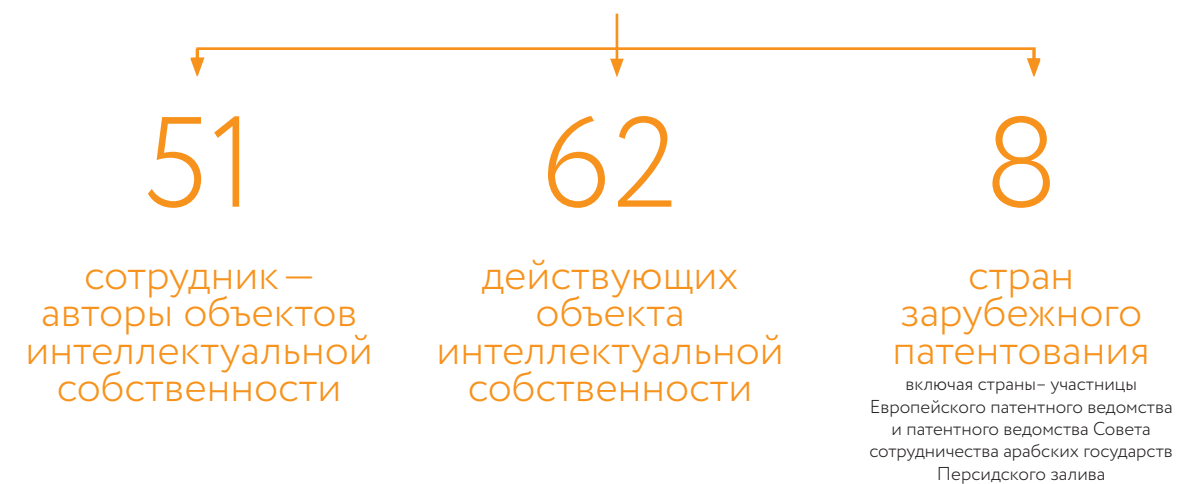 51
сотрудник —
авторы объектов
интеллектуальной
собственности
62
действующих
объекта
интеллектуальной
собственности
8
стран
зарубежного
патентования
включая страны– участницы
Европейского патентного ведомства
и патентного ведомства Совета
сотрудничества арабских государств
Персидского залива